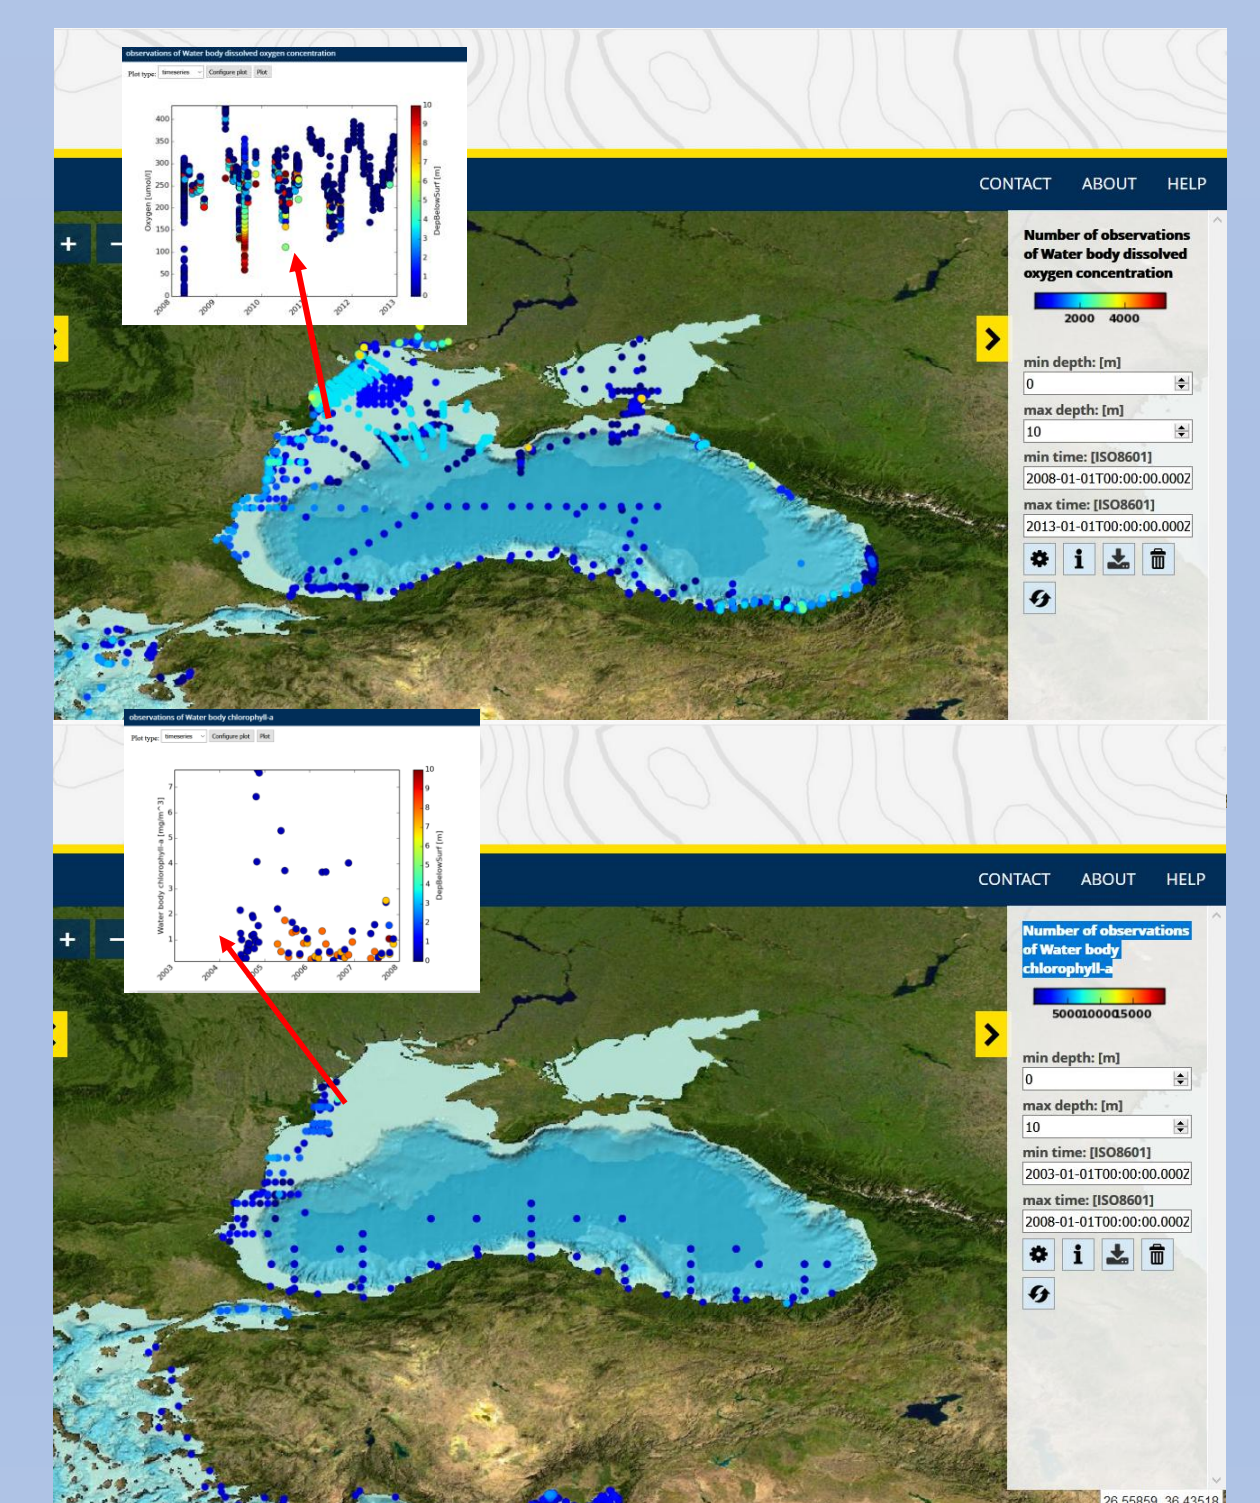 observations of Water body dissolved oxygen concentration
Plot type: timeseries Configure plot Plot
400
350
300
250
200
150
100
50
0
Oxygen [umol/l]
2008
2009
2010
2012
2013
10
9
8
7
6
5
4
3
2
1
0
DepBelowSurf [m]
CONTACT ABOUT HELP
+ −
Number of observations
of Water body dissolved
oxygen concentration
2000 4000
min depth: [m]
0
max depth: [m]
10
min time: [ISO8601]
2008-01-01T00:00:00.000Z
max time: [ISO8601]
2013-01-01T00:00:00.000Z
observations of Water body chlorophyll-a
Plot type: timeseries Configure plot Plot
7
6
5
4
3
2
1
Water body chlorophyll-a [mg/m^3]
2003
2004
2005
2006
2007
2008
10
9
8
7
6
5
4
3
2
1
0
DepBelowSurf [m]
CONTACT ABOUT HELP
+ −
Number of observations
of Water body
chlorophyll-a
5000 10000 15000
min depth: [m]
0
max depth: [m]
10
min time: [ISO8601]
2003-01-01T00:00:00.000Z
max time: [ISO8601]
2008-01-01T00:00:00.000Z
26.55859, 36.43518